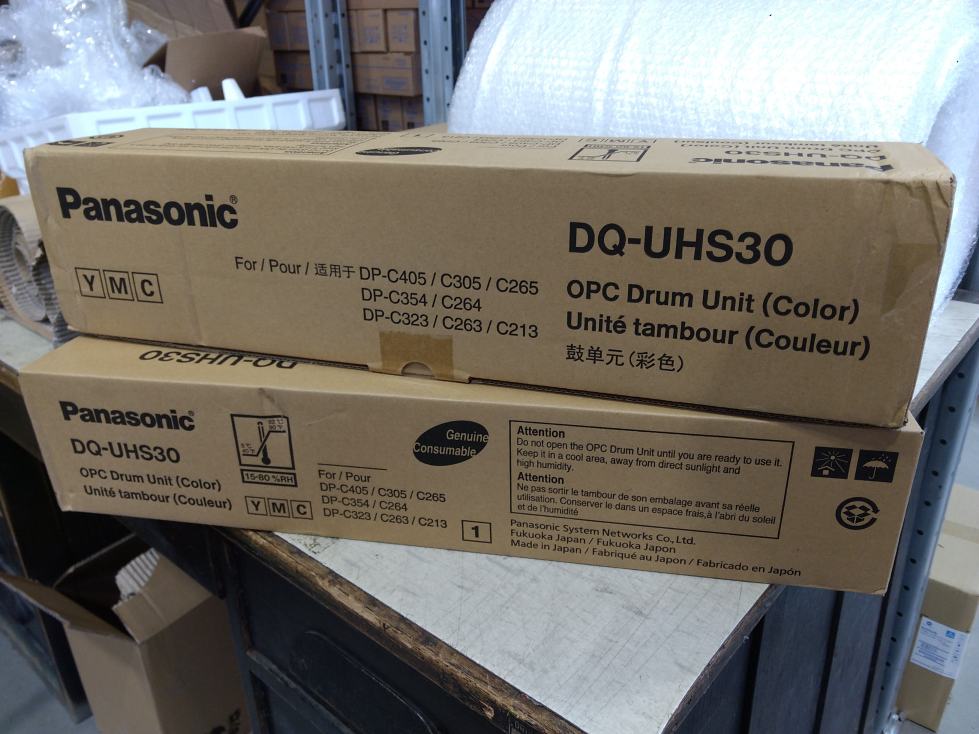 Panasonic®
DQ-UHS30
Y M C
For / Pour / 适用于 DP-C405 / C305 / C265
DP-C354 / C264
DP-C323 / C263 / C213
OPC Drum Unit (Color)
Unité tambour (Couleur)
鼓单元(彩色)
Panasonic
DQ-UHS30
DQ-UHS30
Panasonic®
DQ-UHS30
OPC Drum Unit (Color)
Unité tambour (Couleur)
15-80 %RH
Y M C
For / Pour
DP-C405 / C305 / C265
DP-C354 / C264
DP-C323 / C263 / C213
Genuine
Consumable
1
Attention
Do not open the OPC Drum Unit until you are ready to use it.
Keep it in a cool area, away from direct sunlight and
high humidity.
Attention
Ne pas sortir le tambour de son embalage avant sa réelle
utilisation. Conserver le dans un espace frais,à l'abri du soleil
et de l'humidité
Panasonic System Networks Co., Ltd.
Fukuoka Japan / Fukuoka Japon
Made in Japan / Fabriqué au Japon / Fabricado en Japón